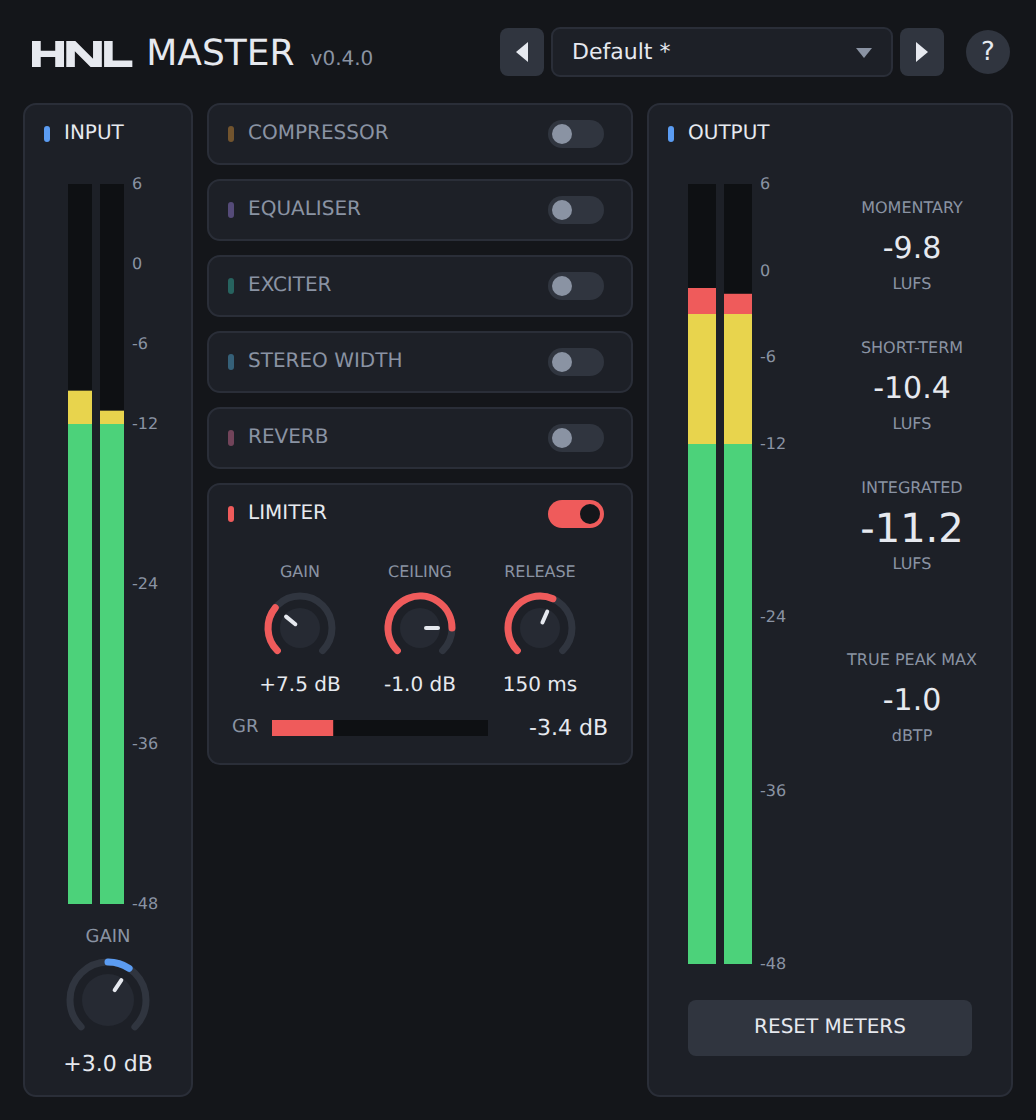 HNL MASTER v0.4.0
Default *
?
INPUT
6
0
-6
-12
-24
-36
-48
GAIN
+3.0 dB
COMPRESSOR
EQUALISER
EXCITER
STEREO WIDTH
REVERB
LIMITER
GAIN CEILING RELEASE
+7.5 dB -1.0 dB 150 ms
GR -3.4 dB
OUTPUT
6
0
-6
-12
-24
-36
-48
MOMENTARY
-9.8
LUFS
SHORT-TERM
-10.4
LUFS
INTEGRATED
-11.2
LUFS
TRUE PEAK MAX
-1.0
dBTP
RESET METERS